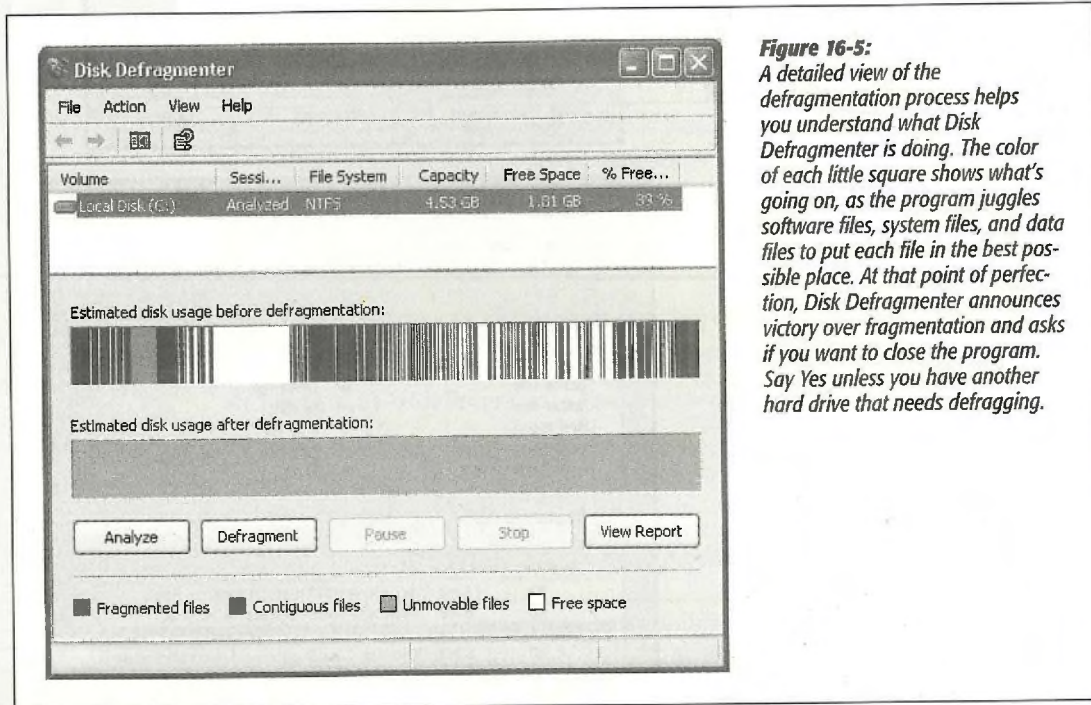 Disk Defragmenter
File Action View Help
Volume Sessi... File System Capacity Free Space % Free...
Local Disk (C:) Analyzed NTFS 4.53 GB 1.81 GB 39 %
Estimated disk usage before defragmentation:
Estimated disk usage after defragmentation:
Analyze Defragment Pause Stop View Report
Fragmented files Contiguous files Unmovable files Free space
Figure 16-5:
A detailed view of the
defragmentation process helps
you understand what Disk
Defragmenter is doing. The color
of each little square shows what's
going on, as the program juggles
software files, system files, and data
files to put each file in the best pos-
sible place. At that point of perfec-
tion, Disk Defragmenter announces
victory over fragmentation and asks
if you want to close the program.
Say Yes unless you have another
hard drive that needs defragging.